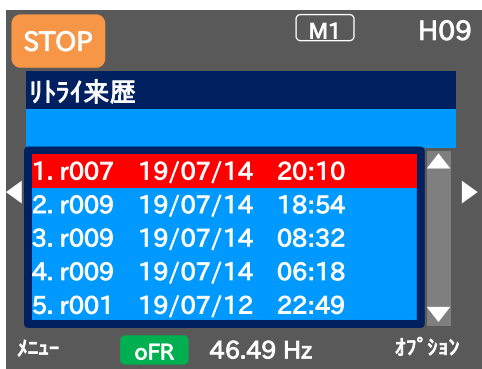 STOP M1 H09
ﾘﾄﾗｲ来歴
1. r007 19/07/14 20:10
2. r009 19/07/14 18:54
3. r009 19/07/14 08:32
4. r009 19/07/14 06:18
5. r001 19/07/12 22:49
ﾒﾆｭｰ oFR 46.49 Hz ｵﾌﾟｼｮﾝ